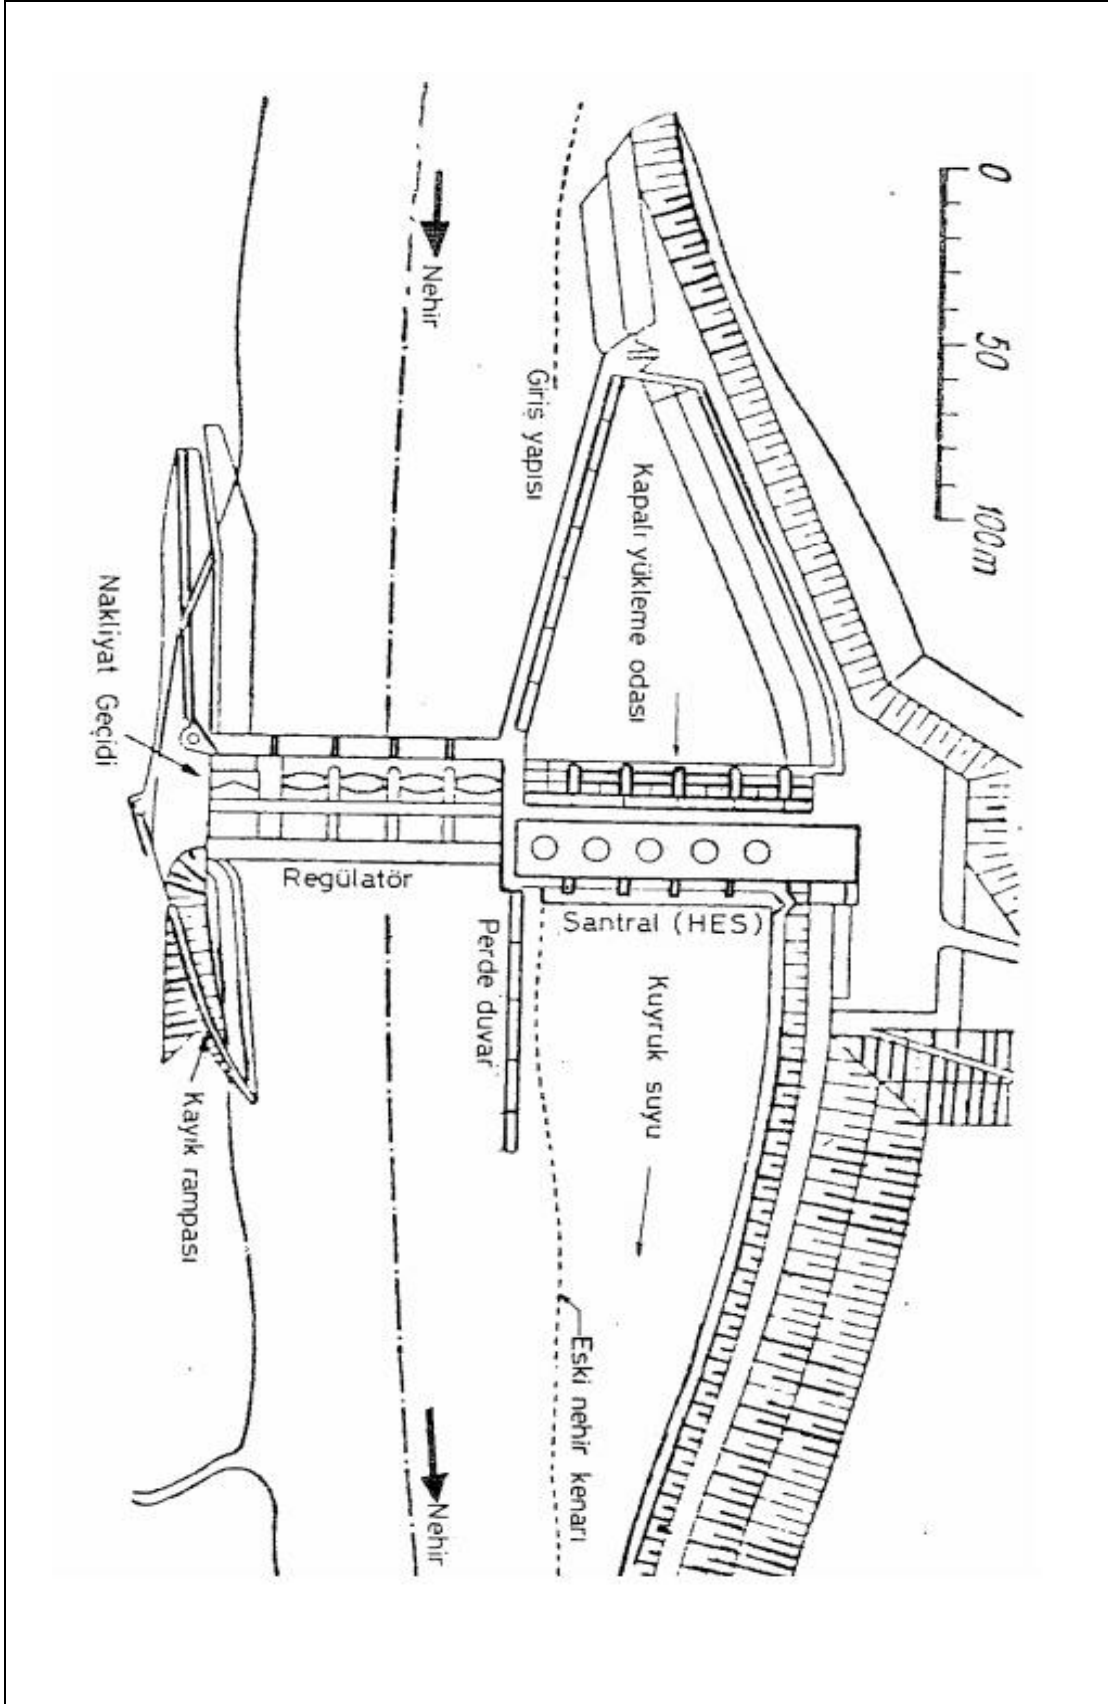 0
50
100m
Nehir
Giriş yapısı
Kapalı yükleme odası
Nakliyat Geçidi
Regülatör
Santral (HES)
Perde duvar
Kuyruk suyu
Kayık rampası
Eski nehir kenarı
Nehir